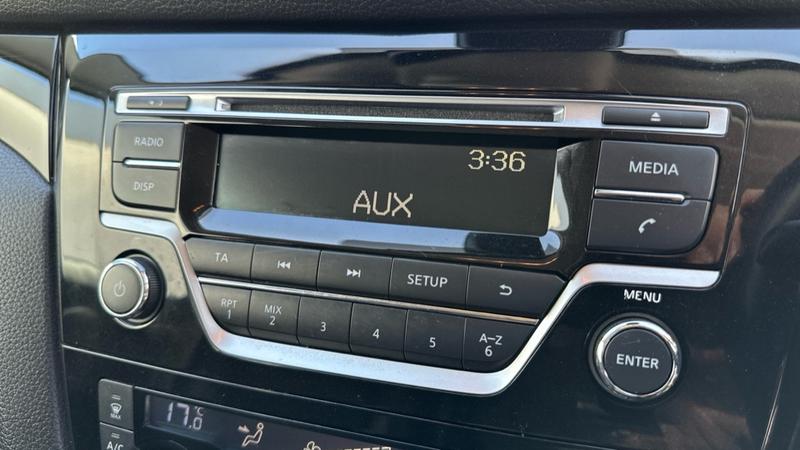 RADIO
DISP
3:36
AUX
MEDIA
TA
SETUP
MENU
RPT
1
MIX
2
3
4
5
A-Z
6
ENTER
MAX
A/C
17.0
°C